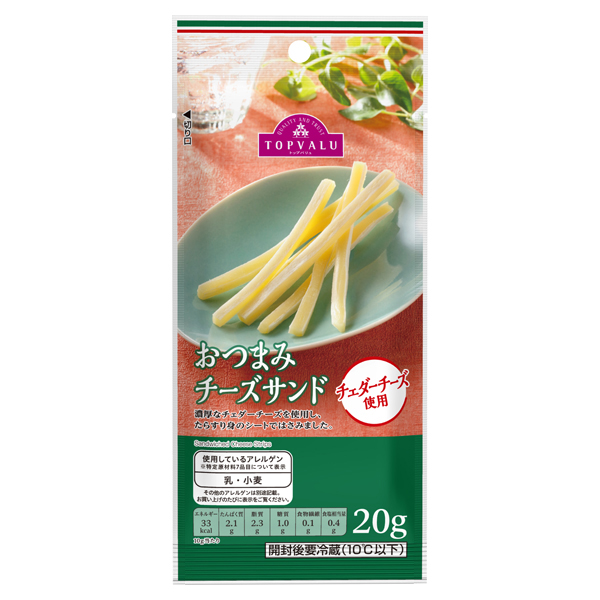 ◀切り口
QUALITY AND TRUST
TOPVALU
トップバリュ
おつまみ
チーズサンド
チェダーチーズ
使用
濃厚なチェダーチーズを使用し、
たらすり身のシートではさみました。
Sandwiched Cheese Strips
使用しているアレルゲン
※特定原材料7品目について表示
乳・小麦
その他のアレルゲンは別途記載。
お買い上げのたびに表示をご覧ください。
エネルギー たんぱく質 脂質 糖質 食物繊維 食塩相当量
33 kcal 2.1 g 2.3 g 1.0 g 0.1 g 0.4 g
10g当たり
20g
開封後要冷蔵(10℃以下)